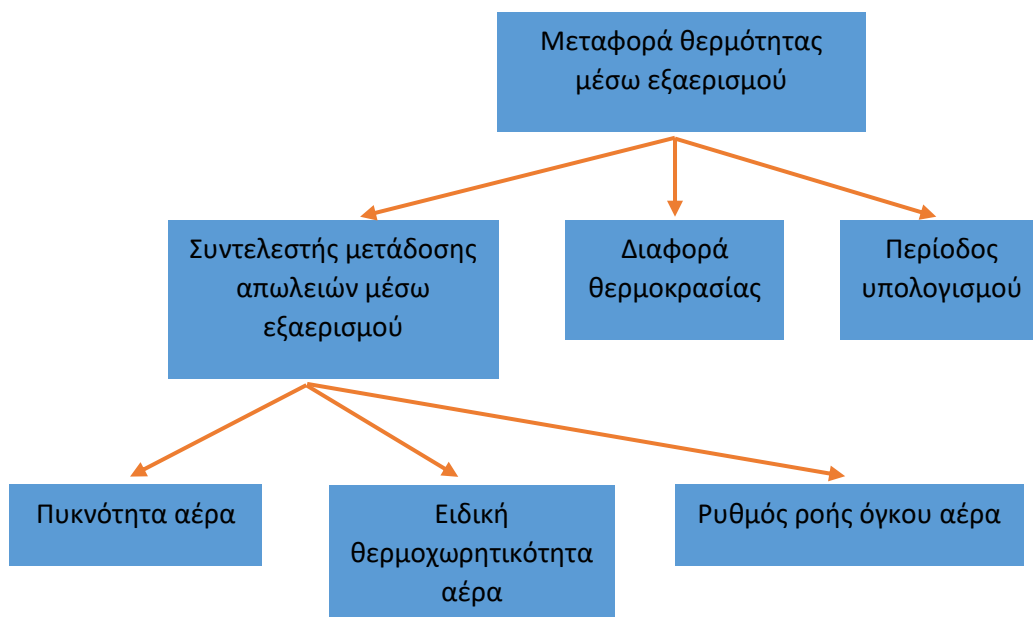 Μεταφορά θερμότητας
μέσω εξαερισμού
Συντελεστής μετάδοσης
απωλειών μέσω
εξαερισμού
Διαφορά
θερμοκρασίας
Περίοδος
υπολογισμού
Πυκνότητα αέρα
Ειδική
θερμοχωρητικότητα
αέρα
Ρυθμός ροής όγκου αέρα